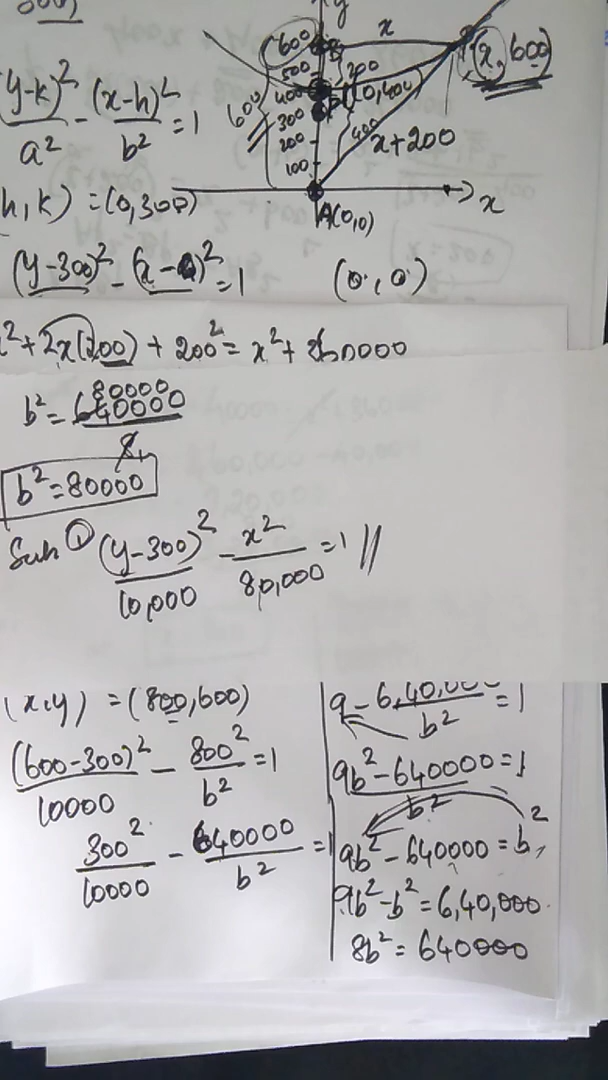 y
x
600
500
400
300
200
100
600
200
(0,400)
400
(x, 600)
x+200
x
A(0,0)
(y-k)²/a² - (x-h)²/b² = 1
h, k) = (0,300)
(y-300)² - (x-0)² = 1
(0, 0)
² + 2x(200) + 200² = x² +
80000
b² = 640000
8
b² = 80000
Sub ① (y-300)²/10,000 - x²/80,000 = 1 //
(x,y) = (800,600)
(600-300)²/10000 - 800²/b² = 1
300²/10000 - 640000/b² = 1
9 - 6,40,000/b² = 1
9b² - 640000/b² = 1
9b² - 640000 = b²
9b² - b² = 6,40,000
8b² = 640000